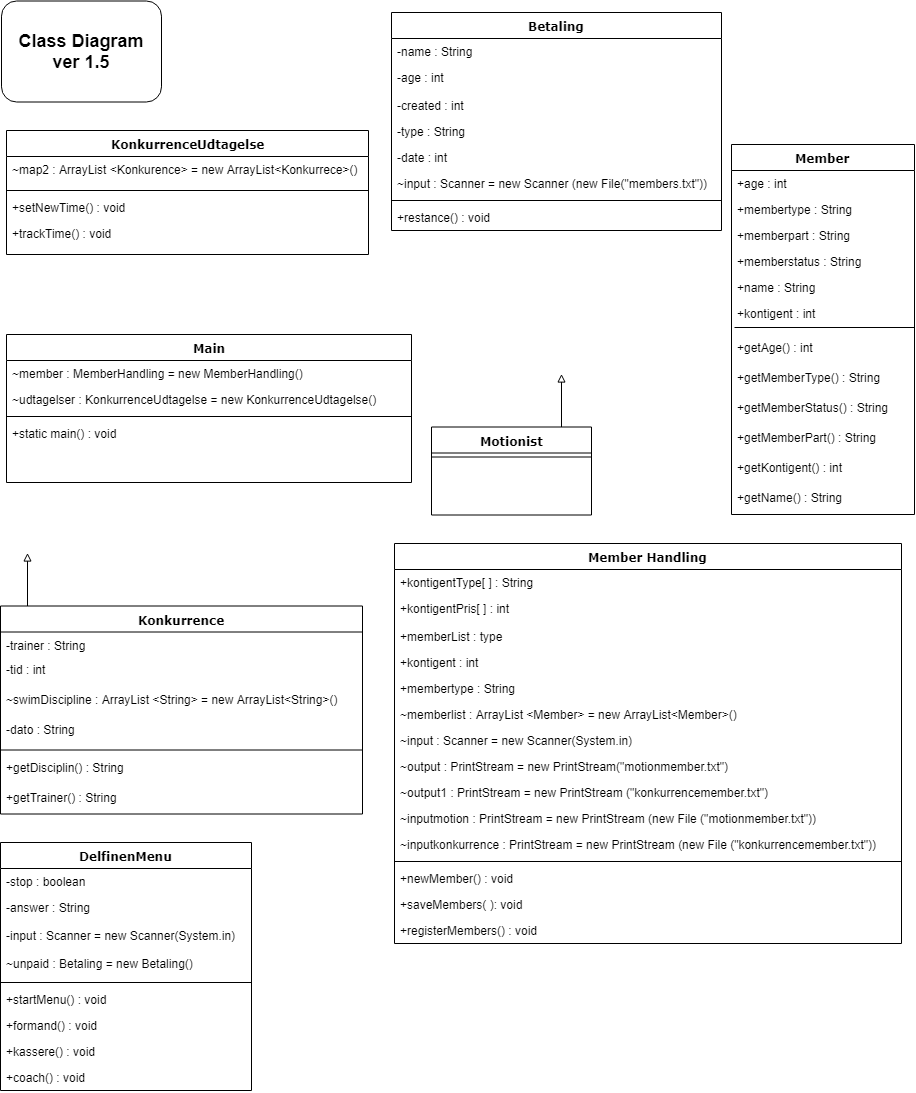 Class Diagram
ver 1.5
Betaling
-name : String
-age : int
-created : int
-type : String
-date : int
~input : Scanner = new Scanner (new File("members.txt"))
+restance() : void
KonkurrenceUdtagelse
~map2 : ArrayList <Konkurence> = new ArrayList<Konkurrece>()
+setNewTime() : void
+trackTime() : void
Member
+age : int
+membertype : String
+memberpart : String
+memberstatus : String
+name : String
+kontigent : int
+getAge() : int
+getMemberType() : String
+getMemberStatus() : String
+getMemberPart() : String
+getKontigent() : int
+getName() : String
Main
~member : MemberHandling = new MemberHandling()
~udtagelser : KonkurrenceUdtagelse = new KonkurrenceUdtagelse()
+static main() : void
Motionist
Konkurrence
-trainer : String
-tid : int
~swimDiscipline : ArrayList <String> = new ArrayList<String>()
-dato : String
+getDisciplin() : String
+getTrainer() : String
Member Handling
+kontigentType[ ] : String
+kontigentPris[ ] : int
+memberList : type
+kontigent : int
+membertype : String
~memberlist : ArrayList <Member> = new ArrayList<Member>()
~input : Scanner = new Scanner(System.in)
~output : PrintStream = new PrintStream("motionmember.txt")
~output1 : PrintStream = new PrintStream ("konkurrencemember.txt")
~inputmotion : PrintStream = new PrintStream (new File ("motionmember.txt"))
~inputkonkurrence : PrintStream = new PrintStream (new File ("konkurrencemember.txt"))
+newMember() : void
+saveMembers( ): void
+registerMembers() : void
DelfinenMenu
-stop : boolean
-answer : String
-input : Scanner = new Scanner(System.in)
~unpaid : Betaling = new Betaling()
+startMenu() : void
+formand() : void
+kassere() : void
+coach() : void